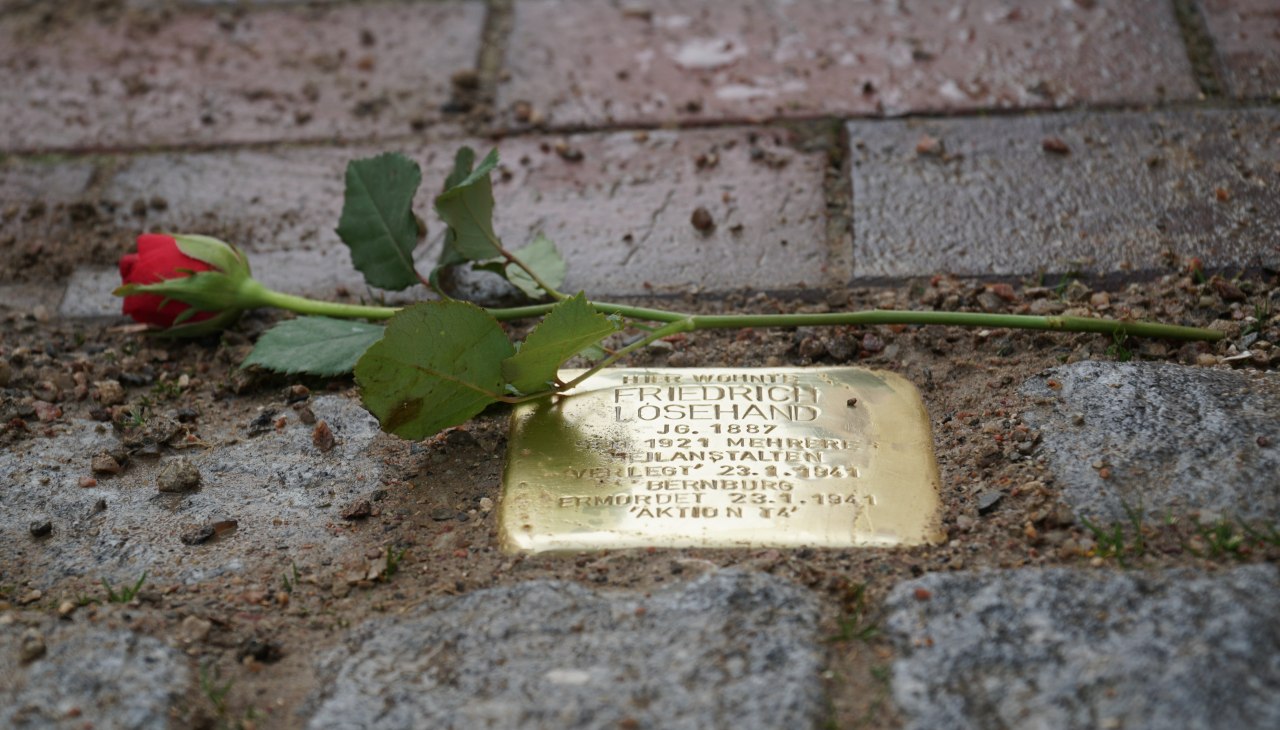 HIER WOHNTE
FRIEDRICH
LÖSEHAND
JG. 1887
1921 MEHRERE
HEILANSTALTEN
'VERLEGT' 23.1.1941
BERNBURG
ERMORDET 23.1.1941
'AKTION T4'